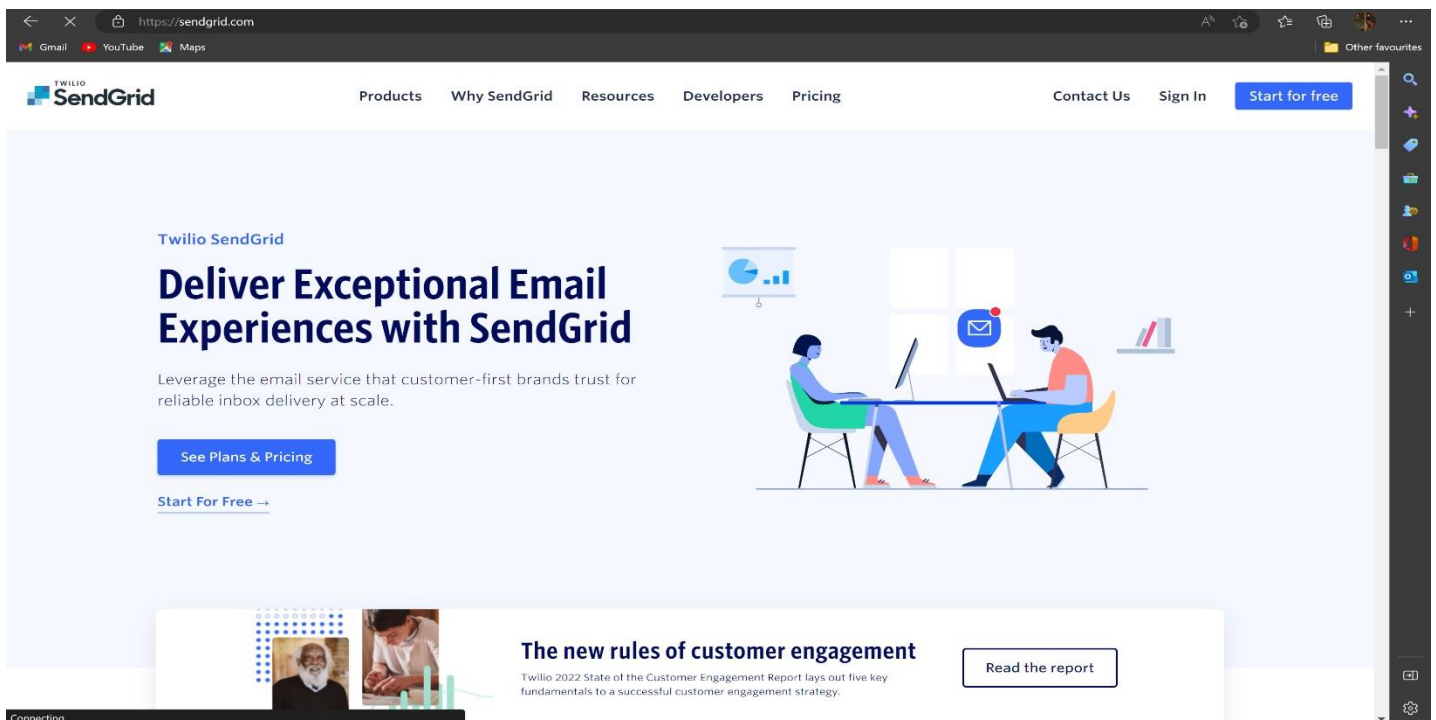 https://sendgrid.com
Gmail YouTube Maps Other favourites
TWILIO
SendGrid
Products Why SendGrid Resources Developers Pricing Contact Us Sign In Start for free
Twilio SendGrid
Deliver Exceptional Email
Experiences with SendGrid
Leverage the email service that customer-first brands trust for
reliable inbox delivery at scale.
See Plans & Pricing
Start For Free →
The new rules of customer engagement
Twilio 2022 State of the Customer Engagement Report lays out five key
fundamentals to a successful customer engagement strategy.
Read the report
Connecting